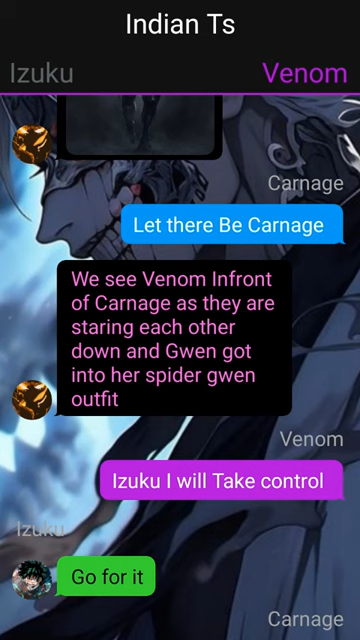 Indian Ts
Izuku
Venom
Carnage
Let there Be Carnage
We see Venom Infront
of Carnage as they are
staring each other
down and Gwen got
into her spider gwen
outfit
Venom
Izuku I will Take control
Izuku
Go for it
Carnage